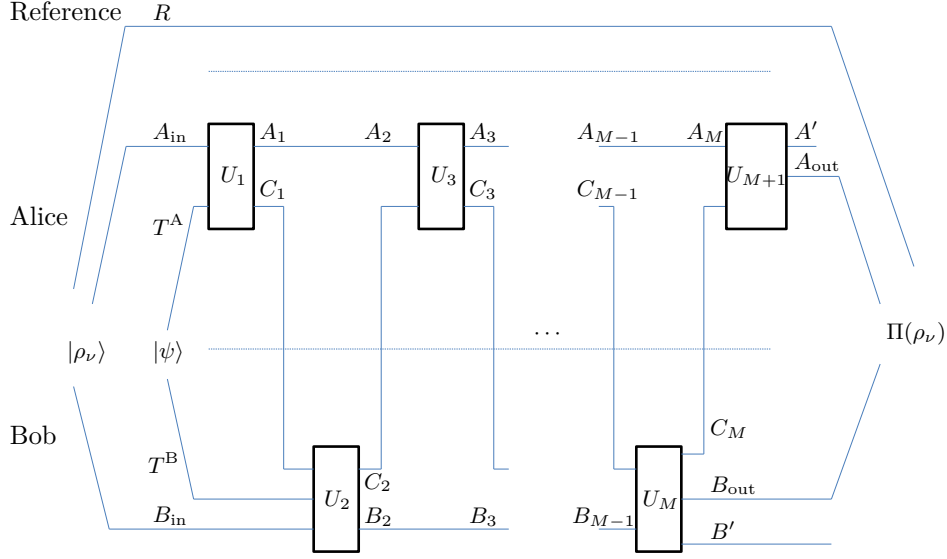 Reference R
A_in A_1 A_2 A_3 A_{M−1} A_M A′
U_1 U_3 U_{M+1} A_out
C_1 C_3 C_{M−1}
Alice
T^A
...
|ρ_ν⟩ |ψ⟩ Π(ρ_ν)
Bob C_M
T^B C_2 B_out
U_2 U_M
B_in B_2 B_3 B_{M−1} B′